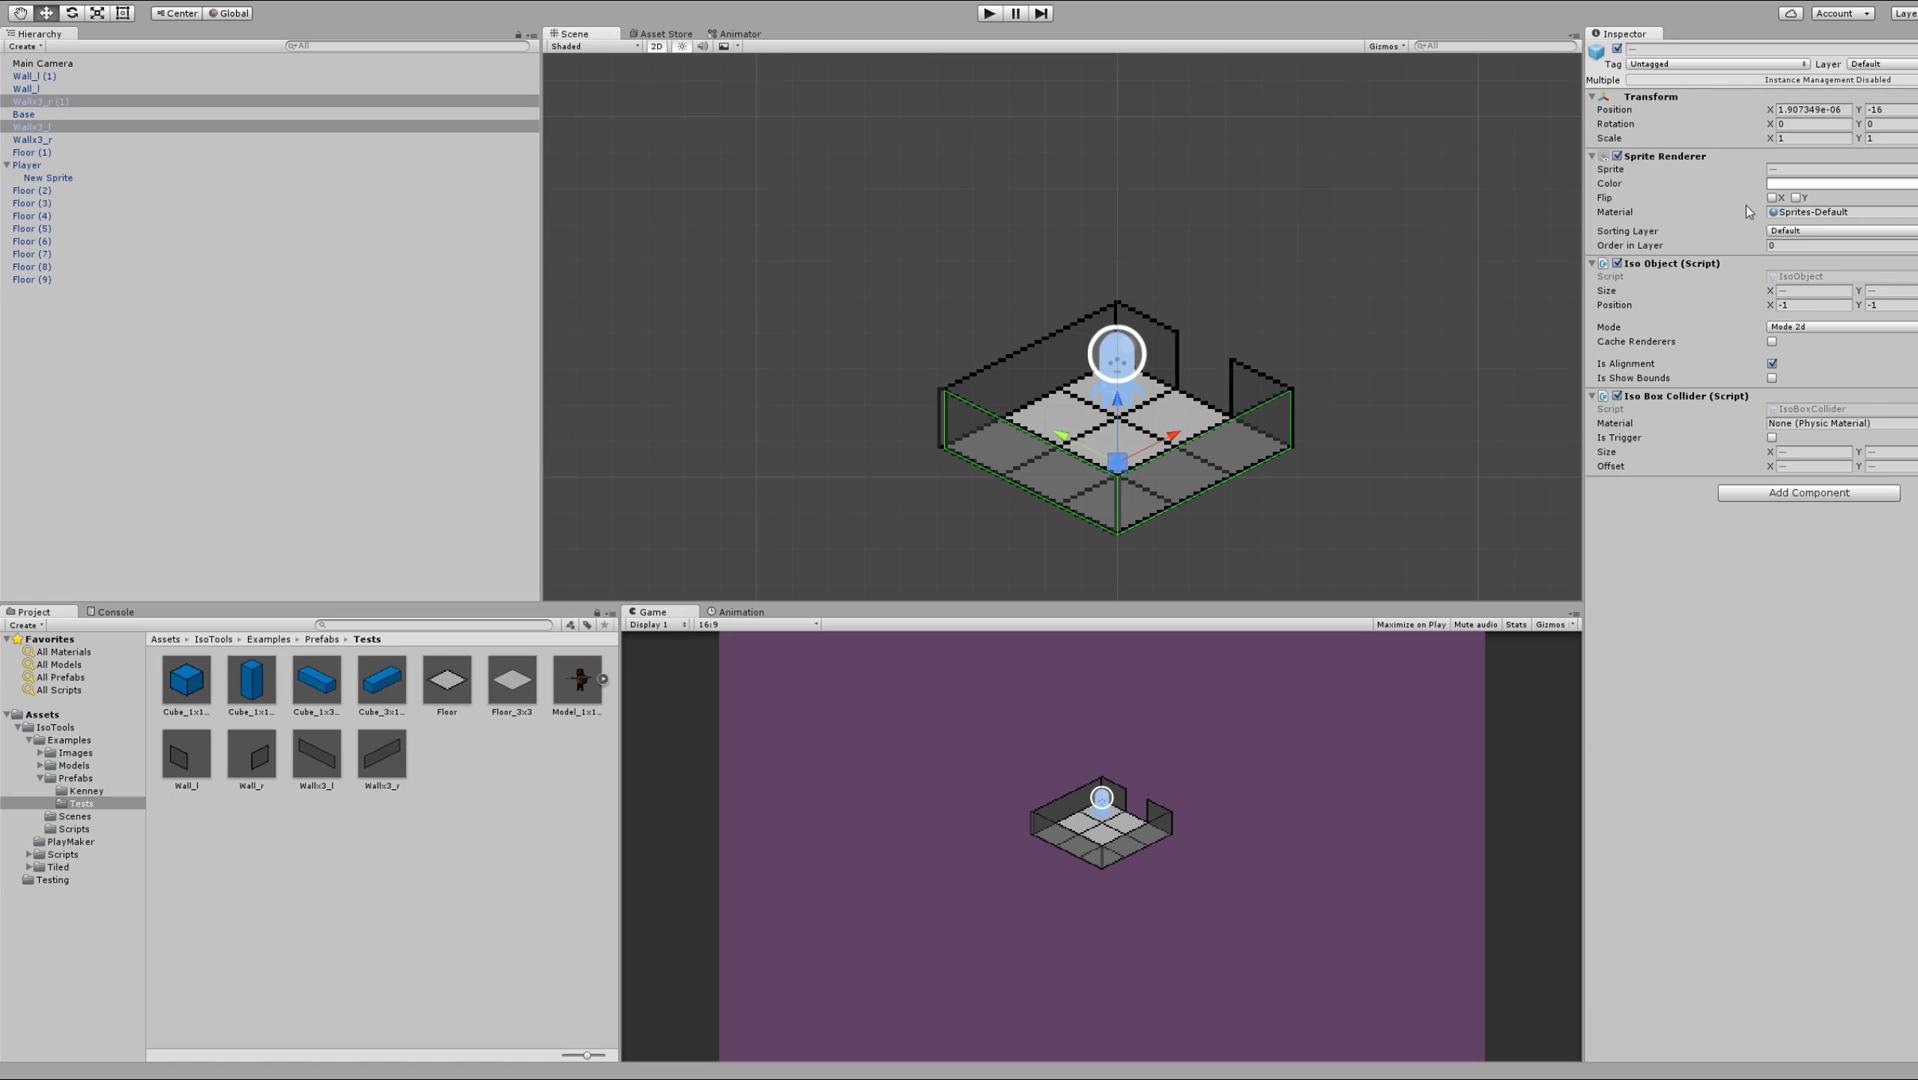 Center Global Account Laye
Hierarchy
Create All
Main Camera
Wall_l (1)
Wall_l
Wallx3_r (1)
Base
Wallx3_l
Wallx3_r
Floor (1)
Player
New Sprite
Floor (2)
Floor (3)
Floor (4)
Floor (5)
Floor (6)
Floor (7)
Floor (8)
Floor (9)
Scene Asset Store Animator
Shaded 2D Gizmos All
Inspector
Tag Untagged Layer Default
Multiple Instance Management Disabled
Transform
Position X 1.907349e-06 Y -16
Rotation X 0 Y 0
Scale X 1 Y 1
Sprite Renderer
Sprite —
Color
Flip X Y
Material Sprites-Default
Sorting Layer Default
Order in Layer 0
Iso Object (Script)
Script IsoObject
Size X — Y —
Position X -1 Y -1
Mode Mode 2d
Cache Renderers
Is Alignment
Is Show Bounds
Iso Box Collider (Script)
Script IsoBoxCollider
Material None (Physic Material)
Is Trigger
Size X — Y —
Offset X — Y —
Add Component
Project Console
Create
Favorites
All Materials
All Models
All Prefabs
All Scripts
Assets
IsoTools
Examples
Images
Models
Prefabs
Kenney
Tests
Scenes
Scripts
PlayMaker
Scripts
Tiled
Testing
Assets IsoTools Examples Prefabs Tests
Cube_1x1... Cube_1x1... Cube_1x3... Cube_3x1... Floor Floor_3x3 Model_1x1...
Wall_l Wall_r Wallx3_l Wallx3_r
Game Animation
Display 1 16:9 Maximize on Play Mute audio Stats Gizmos